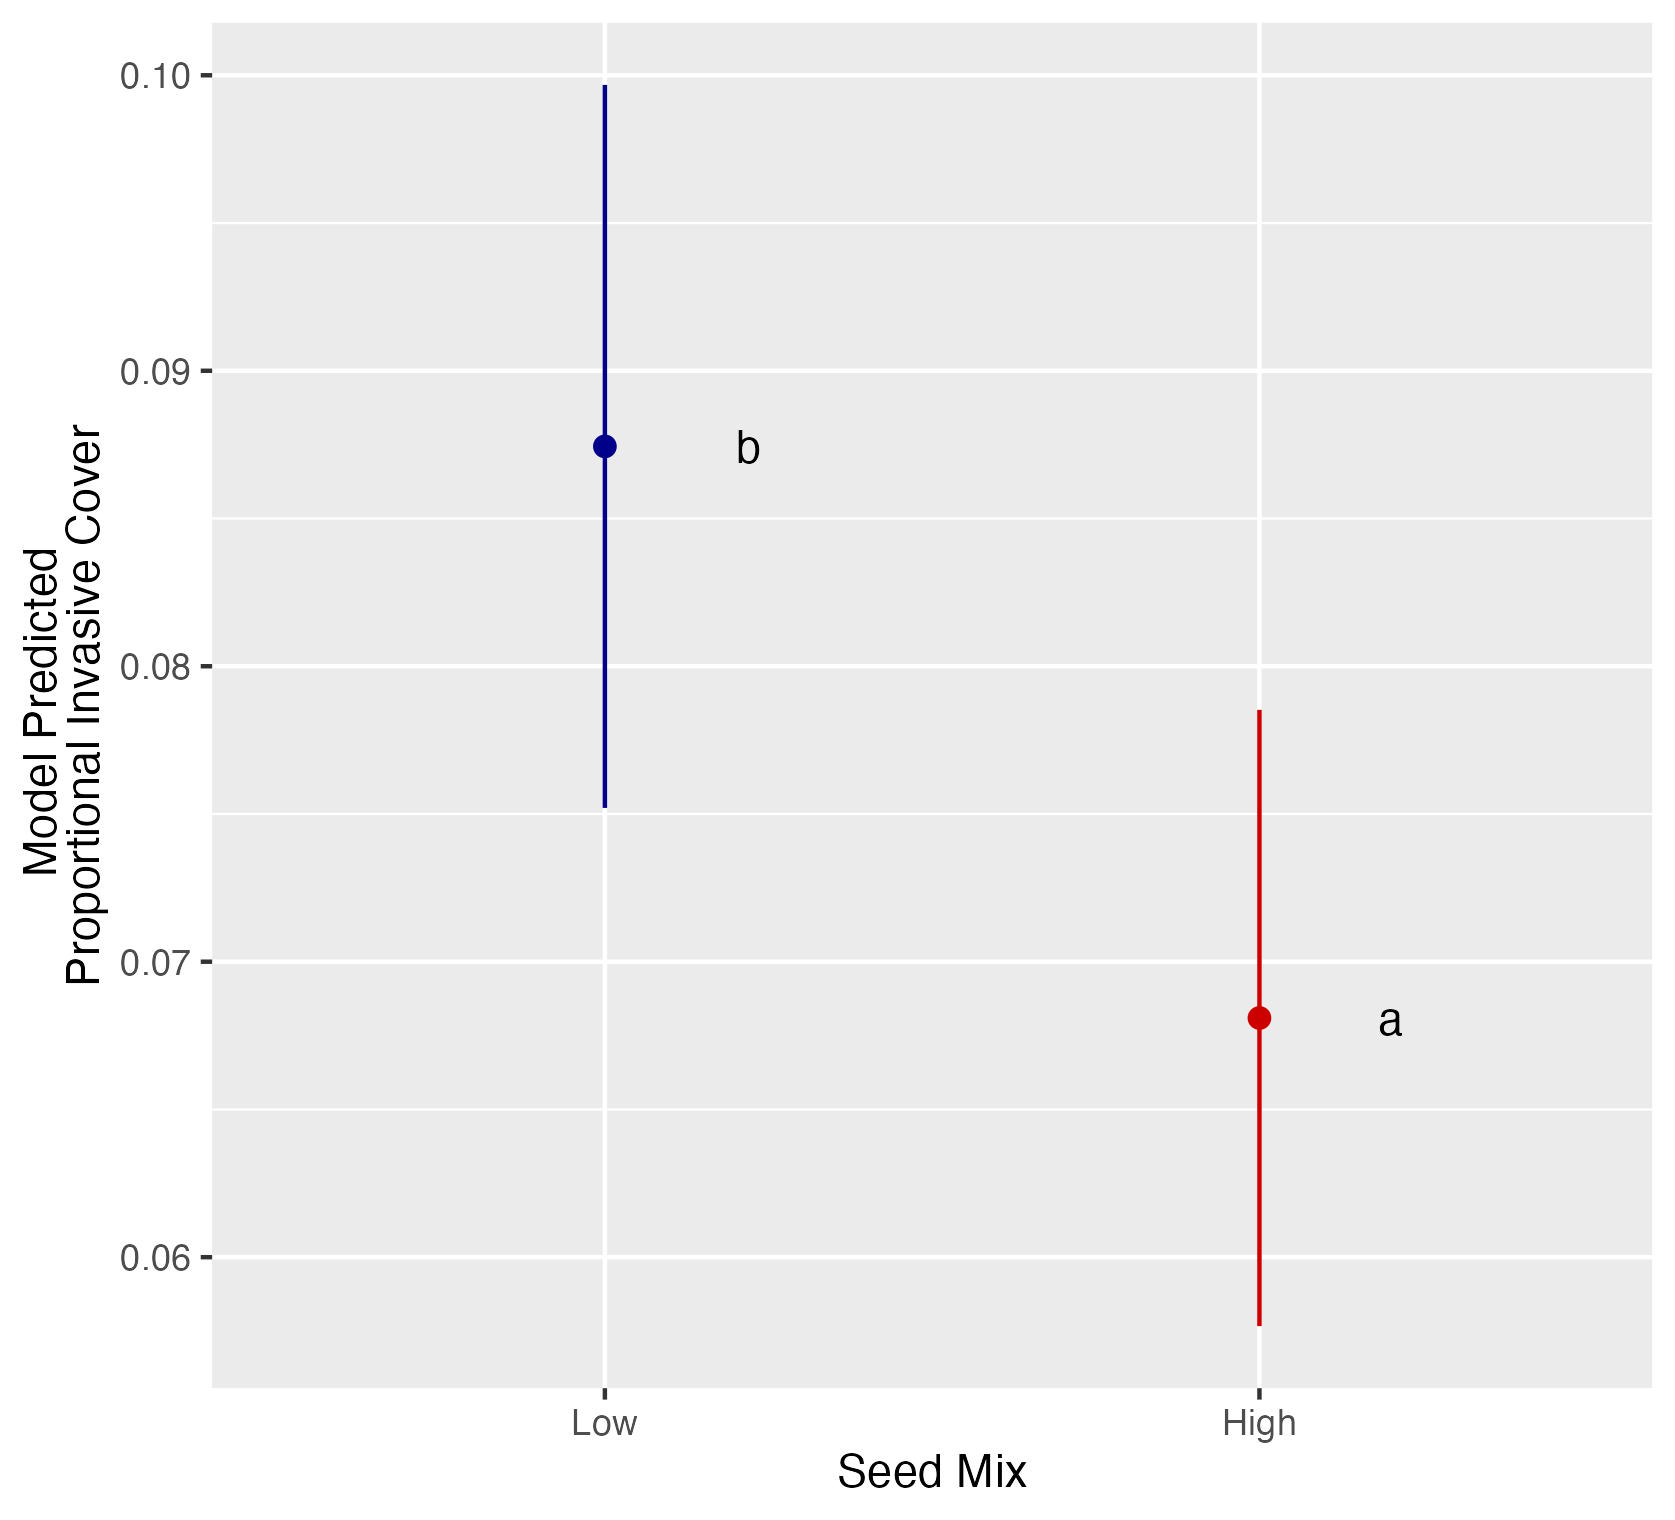 Model Predicted
Proportional Invasive Cover
0.10
0.09
0.08
0.07
0.06
b
a
Low
High
Seed Mix